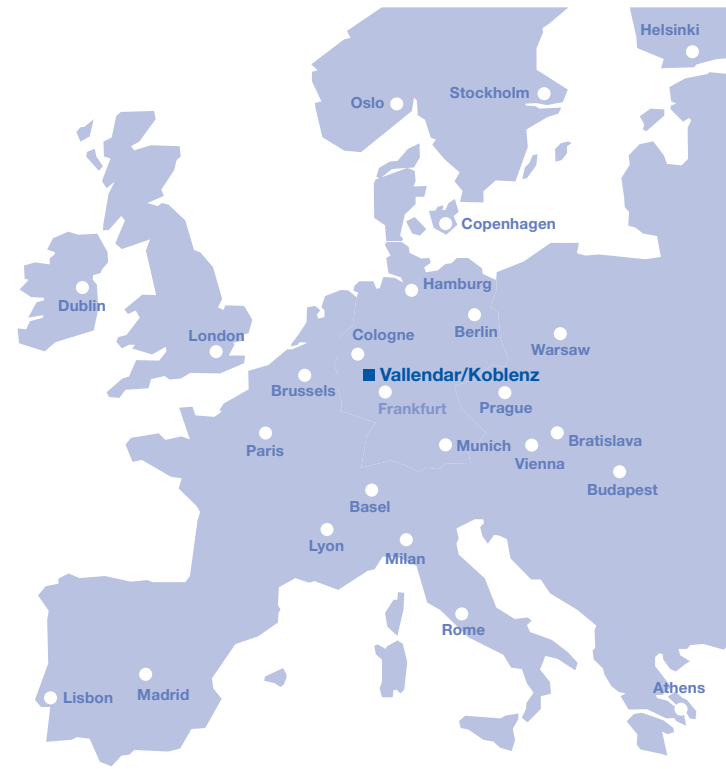 Helsinki
Stockholm
Oslo
Copenhagen
Hamburg
Dublin
Berlin
London
Cologne
Warsaw
Vallendar/Koblenz
Brussels
Frankfurt
Prague
Bratislava
Munich
Paris
Vienna
Budapest
Basel
Lyon
Milan
Rome
Athens
Madrid
Lisbon